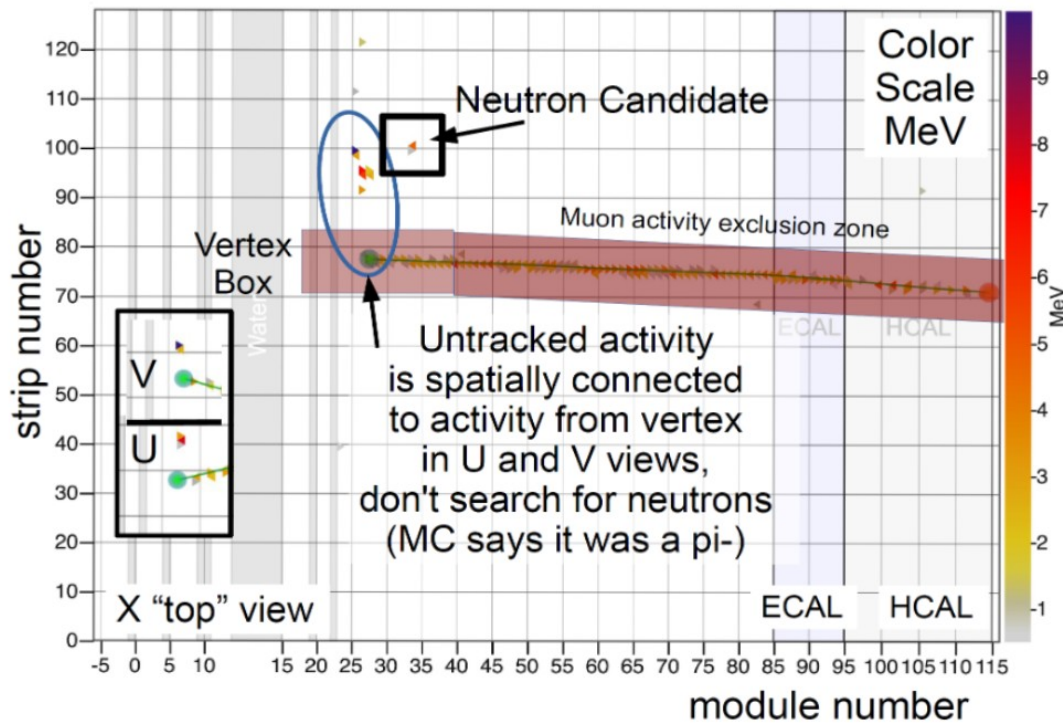 120
110
100
90
80
70
60
50
40
30
20
10
0
strip number
-5 0 5 10 15 20 25 30 35 40 45 50 55 60 65 70 75 80 85 90 95 100 105 110 115
module number
Color
Scale
MeV
Neutron Candidate
Muon activity exclusion zone
Vertex
Box
Water
V
U
Untracked activity
is spatially connected
to activity from vertex
in U and V views,
don't search for neutrons
(MC says it was a pi-)
ECAL
HCAL
X “top” view
ECAL
HCAL
-9
-7
-6
MeV
-5
-4
-3
-2
-1